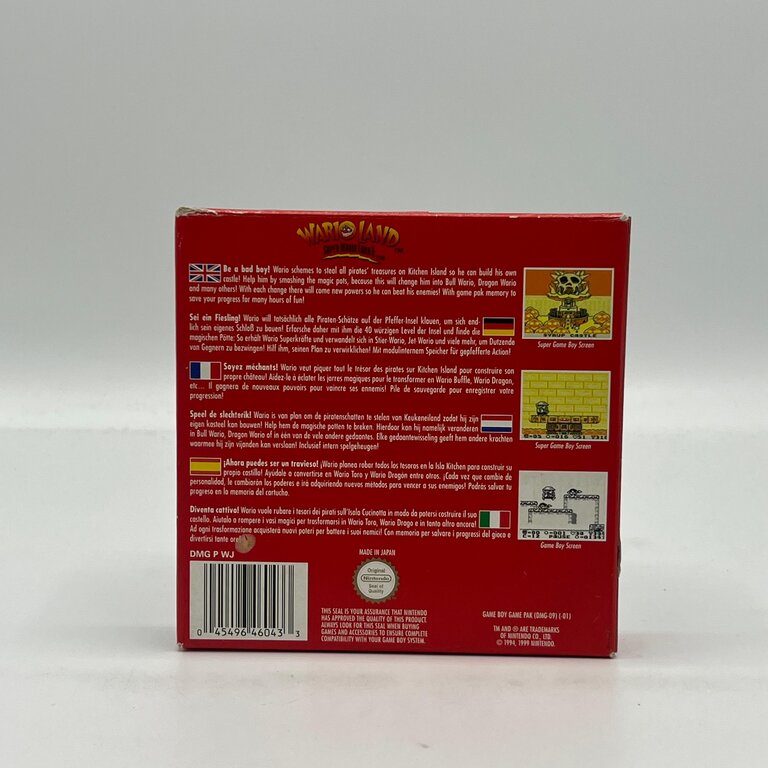 WARIO LAND
SUPER MARIO LAND 3
Be a bad boy! Wario schemes to steal all pirates' treasures on Kitchen Island so he can build his own
castle! Help him by smashing the magic pots, because this will change him into Bull Wario, Dragon Wario
and many others! With each change there will come new powers so he can beat his enemies! With game pak memory to
save your progress for many hours of fun!
Super Game Boy Screen
Sei ein Fiesling! Wario will tatsächlich alle Piraten-Schätze auf der Pfeffer-Insel klauen, um sich end-
lich sein eigenes Schloß zu bauen! Erforsche daher mit ihm die 40 würzigen Level der Insel und finde die
magischen Pötte: So erhält Wario Superkräfte und verwandelt sich in Stier-Wario, Jet-Wario und viele mehr, um Dutzende
von Gegnern zu bezwingen! Hilf ihm, seinen Plan zu verwirklichen! Mit modulinternem Speicher für gepfefferte Action!
Soyez méchants! Wario veut piquer tout le trésor des pirates sur Kitchen Island pour construire son
propre château! Aidez-le à éclater les jarres magiques pour le transformer en Wario Buffle, Wario Dragon,
etc... Il gagnera de nouveaux pouvoirs pour vaincre ses ennemis! Pile de sauvegarde pour enregistrer votre
progression!
Super Game Boy Screen
Speel de slechterik! Wario is van plan om de piratenschatten te stelen van Keukeneiland zodat hij zijn
eigen kasteel kan bouwen! Help hem de magische potten te breken. Hierdoor kan hij namelijk veranderen
in Bull Wario, Dragon Wario of in één van de vele andere gedaantes. Elke gedaantewisseling geeft hem andere krachten
waarmee hij zijn vijanden kan verslaan! Inclusief intern spelgeheugen!
¡Ahora puedes ser un travieso! ¡Wario planea robar todos los tesoros en la Isla Kitchen para construir su
propio castillo! Ayúdale a convertirse en Wario Toro y Wario Dragón entre otros. ¡Cada vez que cambie de
personalidad, le cambiarán los poderes e irá adquiriendo nuevos métodos para vencer a sus enemigos! Podrás salvar tu
progreso en la memoria del cartucho.
Game Boy Screen
Diventa cattivo! Wario vuole rubare i tesori dei pirati sull'Isola Cucinotta in modo da potersi costruire il suo
castello. Aiutalo a rompere i vasi magici per trasformarsi in Wario Toro, Wario Drago e in tanto altro ancora!
Ad ogni trasformazione acquisterà nuovi poteri per battere i suoi nemici! Con memoria per salvare i progressi del gioco e
divertirsi tante ore!
DMG P WJ
MADE IN JAPAN
Original
Nintendo
Seal of
Quality
0 45496 46043 3
THIS SEAL IS YOUR ASSURANCE THAT NINTENDO
HAS APPROVED THE QUALITY OF THIS PRODUCT.
ALWAYS LOOK FOR THIS SEAL WHEN BUYING
GAMES AND ACCESSORIES TO ENSURE COMPLETE
COMPATIBILITY WITH YOUR GAME BOY SYSTEM.
GAME BOY GAME PAK (DMG-09) (-01)
TM AND ® ARE TRADEMARKS
OF NINTENDO CO., LTD.
© 1994, 1999 NINTENDO.